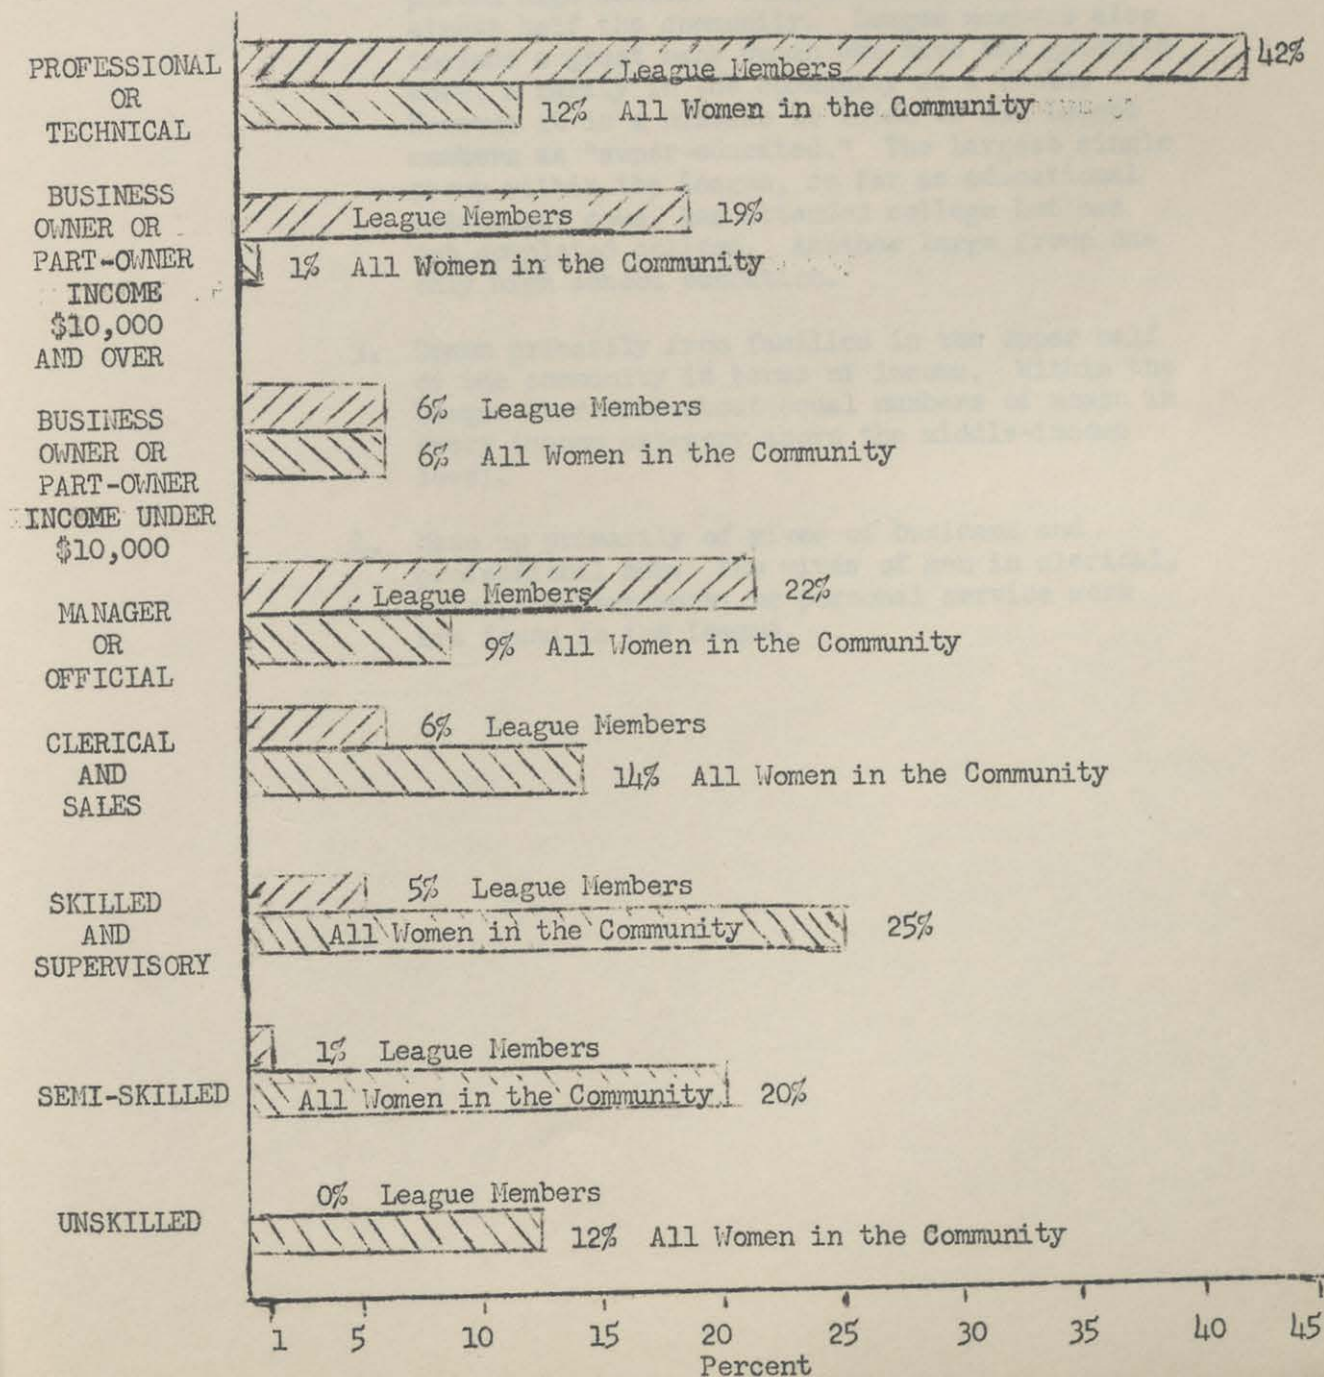 42%
PROFESSIONAL
OR
TECHNICAL
League Members
12% All Women in the Community
BUSINESS
OWNER OR
PART-OWNER
INCOME
$10,000
AND OVER
League Members 19%
1% All Women in the Community
BUSINESS
OWNER OR
PART-OWNER
INCOME UNDER
$10,000
6% League Members
6% All Women in the Community
MANAGER
OR
OFFICIAL
League Members 22%
9% All Women in the Community
CLERICAL
AND
SALES
6% League Members
14% All Women in the Community
SKILLED
AND
SUPERVISORY
5% League Members
All Women in the Community 25%
SEMI-SKILLED
1% League Members
All Women in the Community 20%
UNSKILLED
0% League Members
12% All Women in the Community
1 5 10 15 20 25 30 35 40 45
Percent